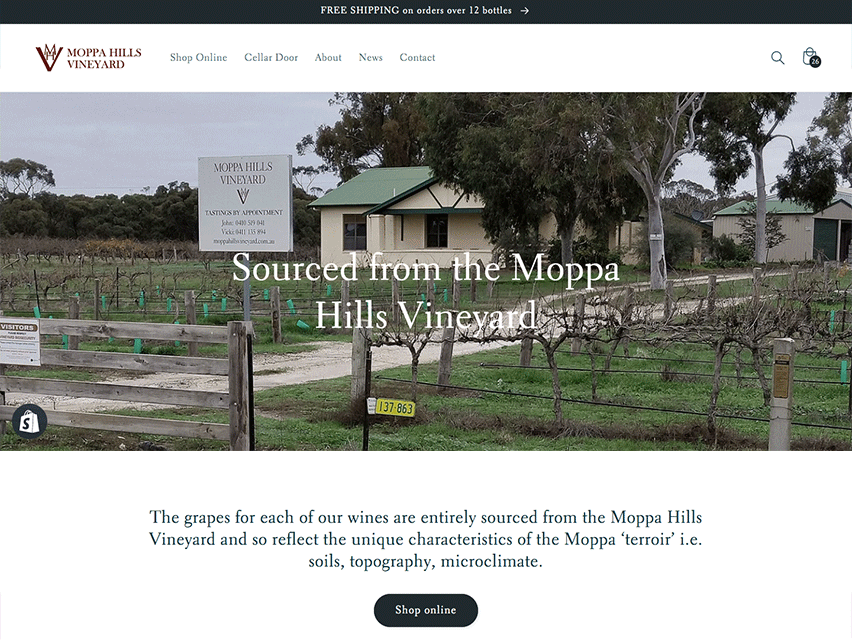 FREE SHIPPING on orders over 12 bottles →
MOPPA HILLS
VINEYARD
Shop Online Cellar Door About News Contact
26
MOPPA HILLS
VINEYARD
TASTINGS BY APPOINTMENT
John: 0410 519 041
Vicki: 0411 135 894
moppahillsvineyard.com.au
Sourced from the Moppa
Hills Vineyard
VISITORS
137-863
The grapes for each of our wines are entirely sourced from the Moppa Hills
Vineyard and so reflect the unique characteristics of the Moppa ‘terroir’ i.e.
soils, topography, microclimate.
Shop online